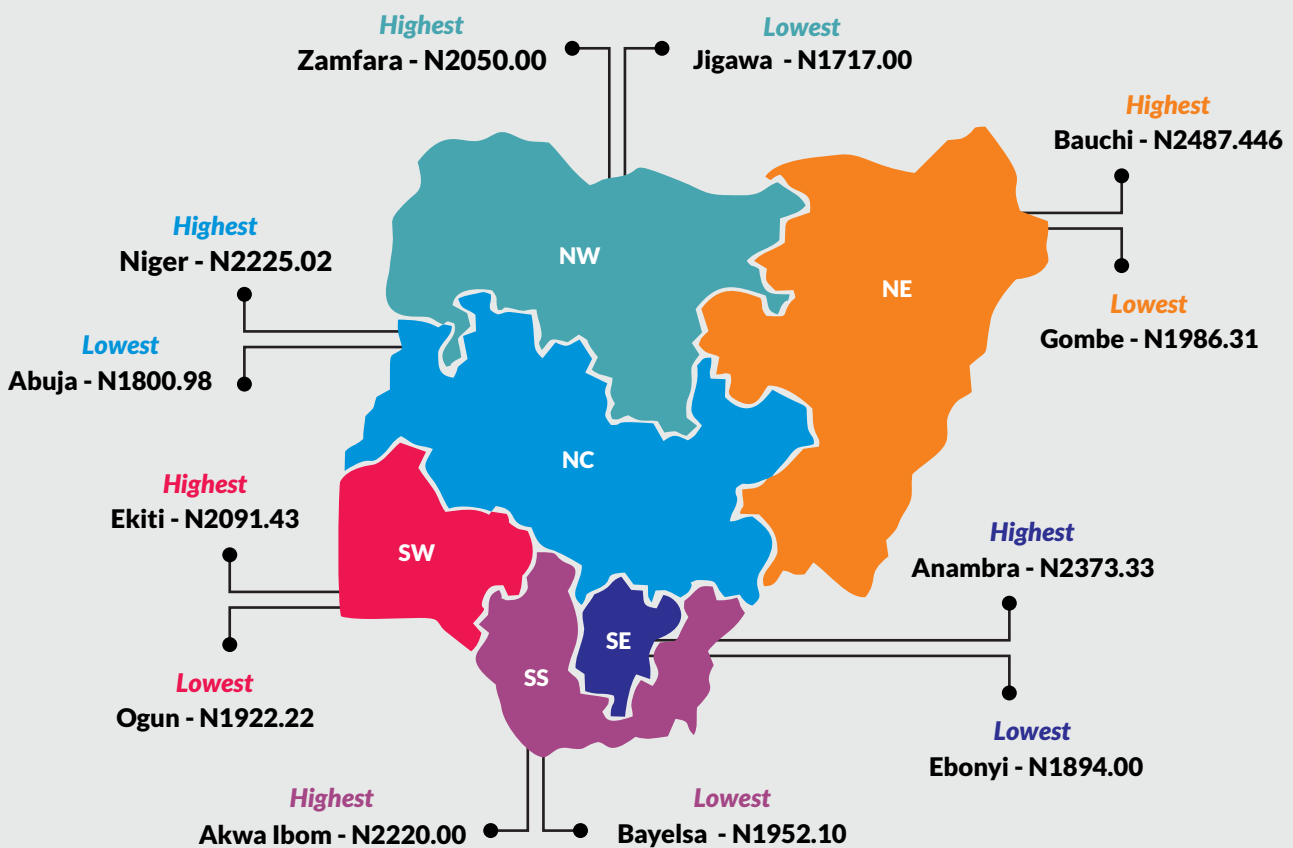 Highest
Zamfara - N2050.00
Lowest
Jigawa - N1717.00
Highest
Bauchi - N2487.446
Highest
Niger - N2225.02
NW
NE
Lowest
Gombe - N1986.31
Lowest
Abuja - N1800.98
NC
Highest
Ekiti - N2091.43
SW
Highest
Anambra - N2373.33
SE
SS
Lowest
Ogun - N1922.22
Lowest
Ebonyi - N1894.00
Highest
Akwa Ibom - N2220.00
Lowest
Bayelsa - N1952.10